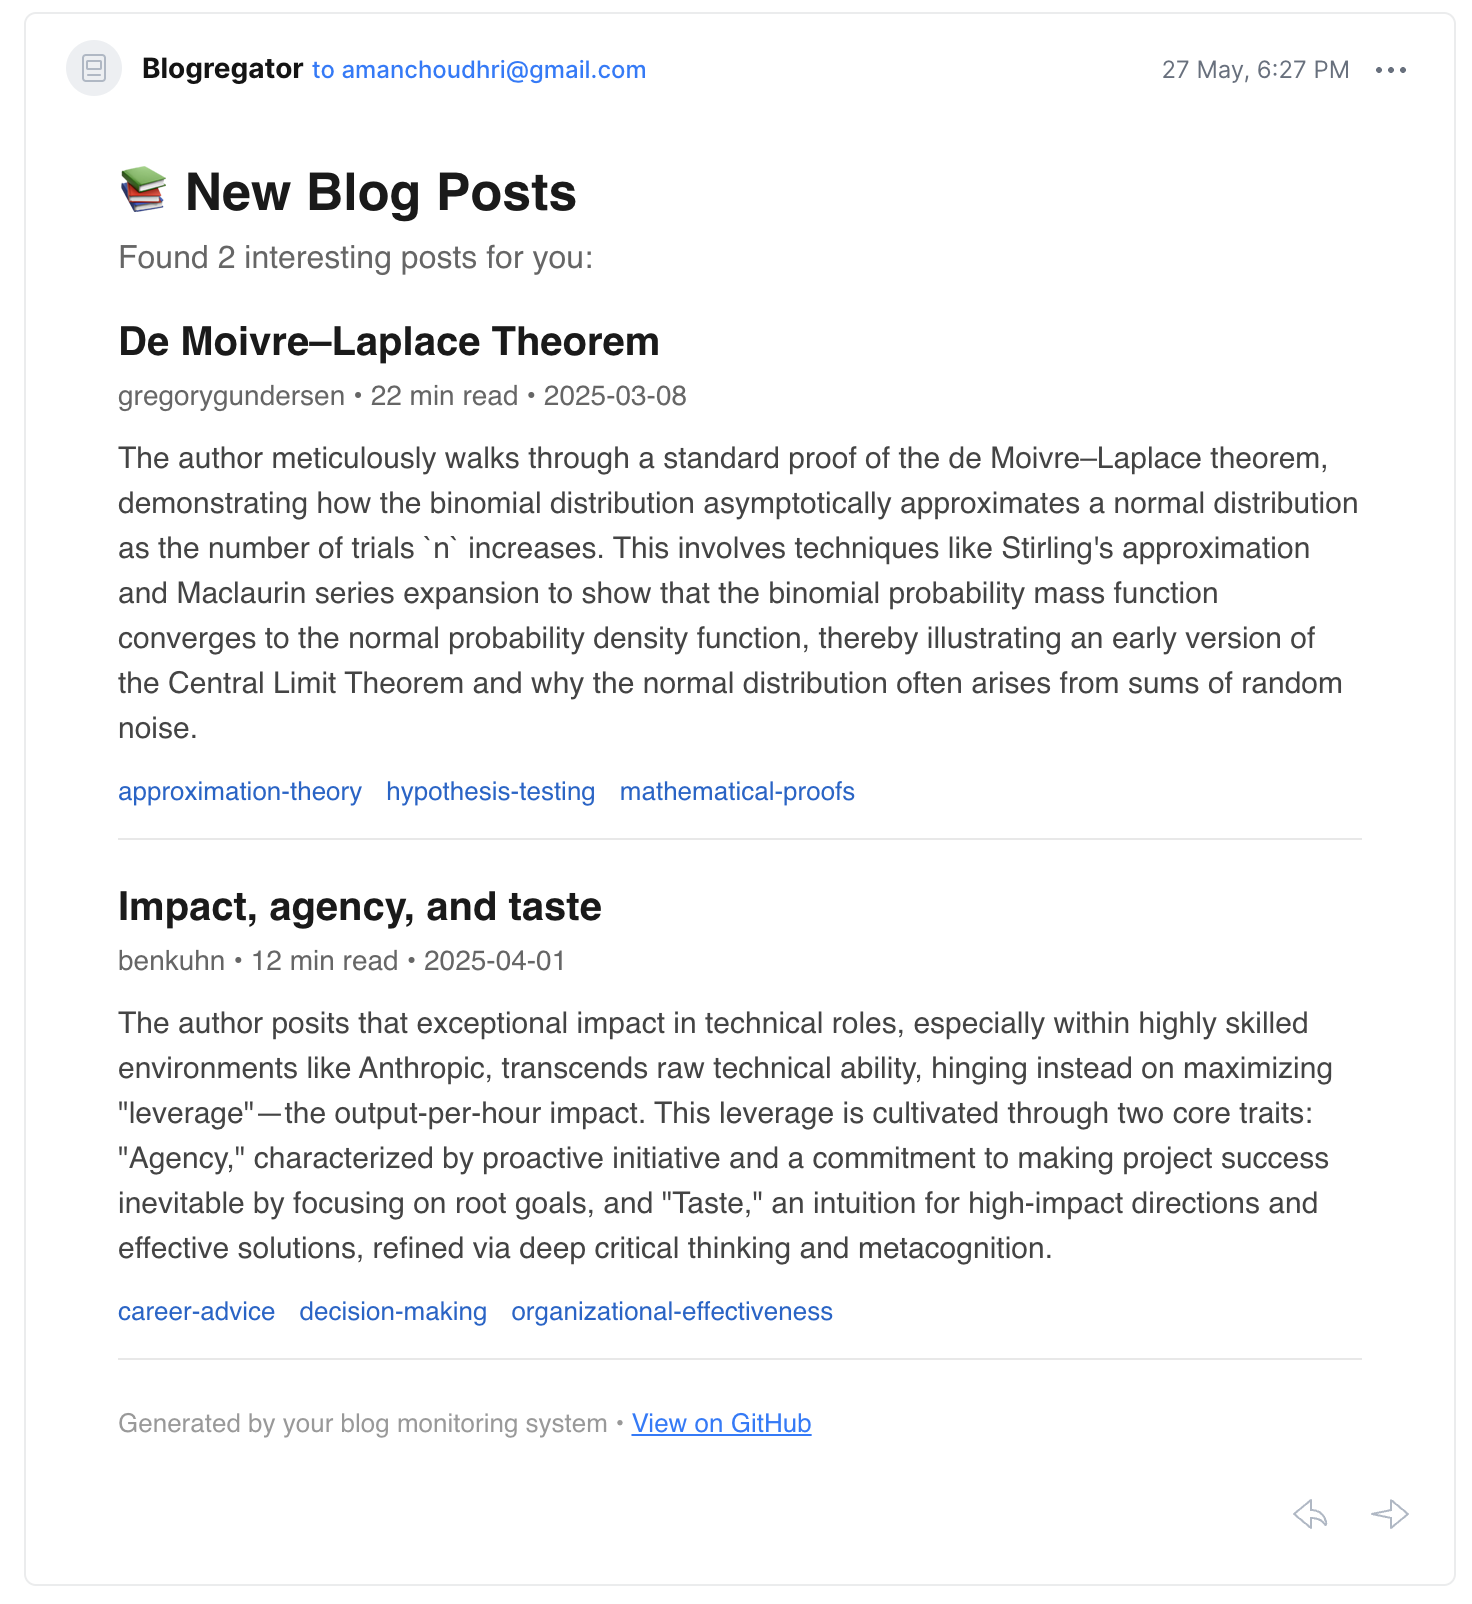 Blogregator to amanchoudhri@gmail.com
27 May, 6:27 PM
📚 New Blog Posts
Found 2 interesting posts for you:
De Moivre–Laplace Theorem
gregorygundersen • 22 min read • 2025-03-08
The author meticulously walks through a standard proof of the de Moivre–Laplace theorem,
demonstrating how the binomial distribution asymptotically approximates a normal distribution
as the number of trials `n` increases. This involves techniques like Stirling's approximation
and Maclaurin series expansion to show that the binomial probability mass function
converges to the normal probability density function, thereby illustrating an early version of
the Central Limit Theorem and why the normal distribution often arises from sums of random
noise.
approximation-theory hypothesis-testing mathematical-proofs
Impact, agency, and taste
benkuhn • 12 min read • 2025-04-01
The author posits that exceptional impact in technical roles, especially within highly skilled
environments like Anthropic, transcends raw technical ability, hinging instead on maximizing
"leverage"—the output-per-hour impact. This leverage is cultivated through two core traits:
"Agency," characterized by proactive initiative and a commitment to making project success
inevitable by focusing on root goals, and "Taste," an intuition for high-impact directions and
effective solutions, refined via deep critical thinking and metacognition.
career-advice decision-making organizational-effectiveness
Generated by your blog monitoring system • View on GitHub